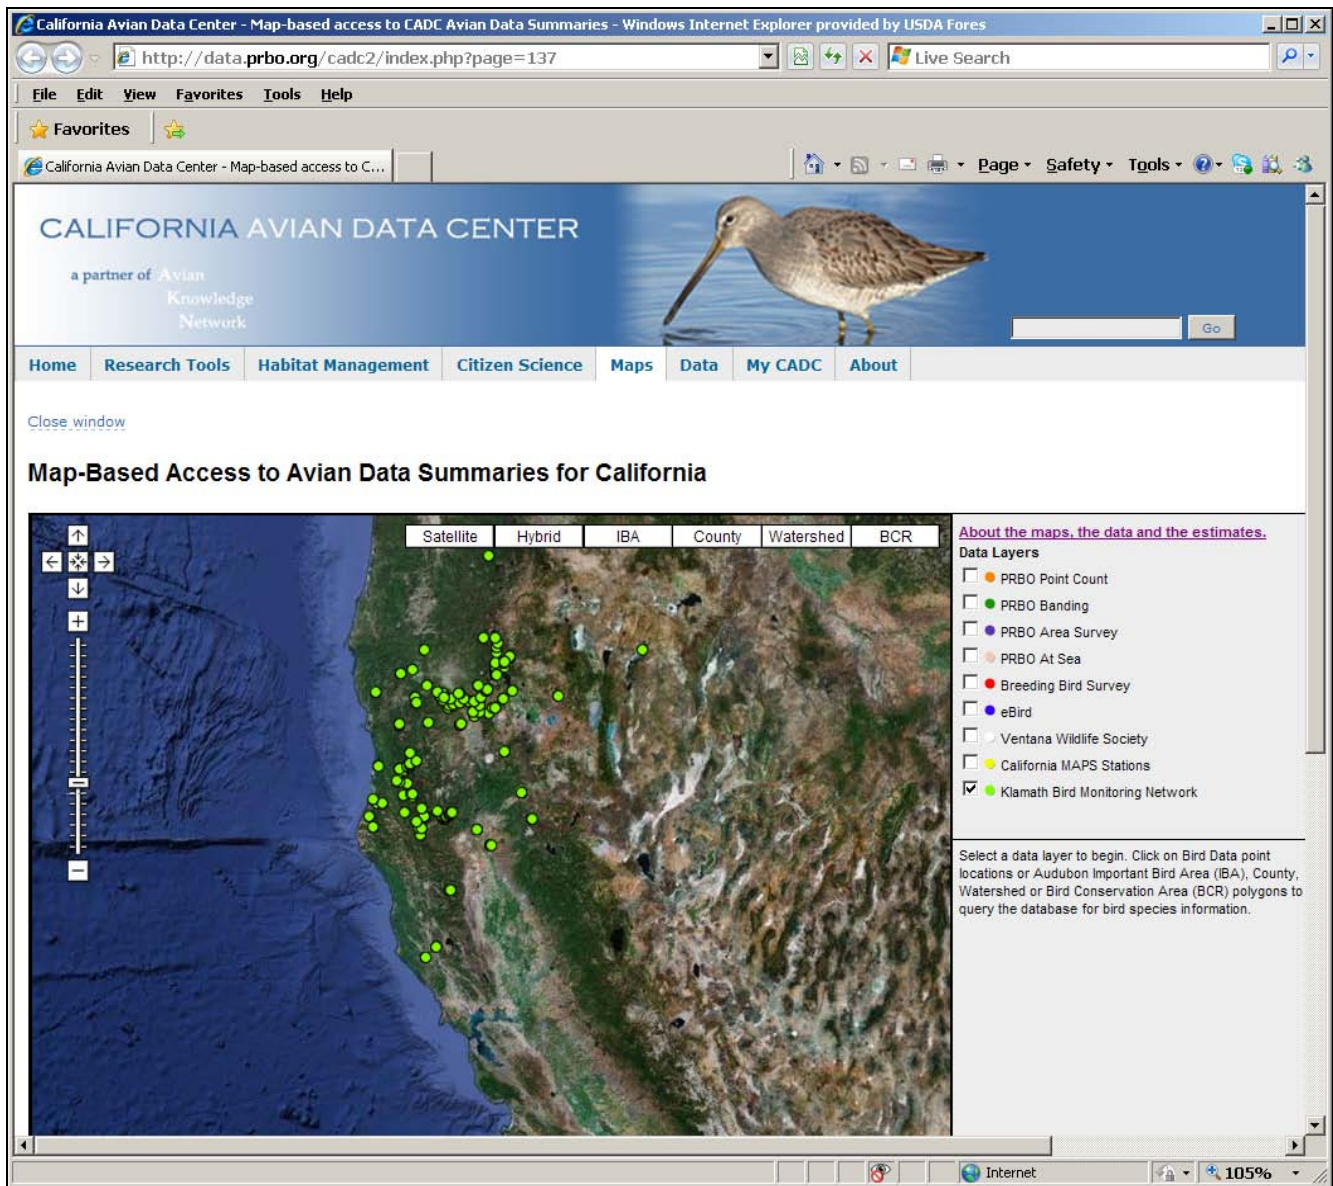 California Avian Data Center - Map-based access to CADC Avian Data Summaries - Windows Internet Explorer provided by USDA Fores
http://data.prbo.org/cadc2/index.php?page=137
Live Search
File Edit View Favorites Tools Help
Favorites
California Avian Data Center - Map-based access to C...
Page Safety Tools
CALIFORNIA AVIAN DATA CENTER
a partner of Avian
Knowledge
Network
Go
Home Research Tools Habitat Management Citizen Science Maps Data My CADC About
Close window
Map-Based Access to Avian Data Summaries for California
Satellite Hybrid IBA County Watershed BCR
About the maps, the data and the estimates.
Data Layers
PRBO Point Count
PRBO Banding
PRBO Area Survey
PRBO At Sea
Breeding Bird Survey
eBird
Ventana Wildlife Society
California MAPS Stations
Klamath Bird Monitoring Network
Select a data layer to begin. Click on Bird Data point
locations or Audubon Important Bird Area (IBA), County,
Watershed or Bird Conservation Area (BCR) polygons to
query the database for bird species information.
Internet
105%